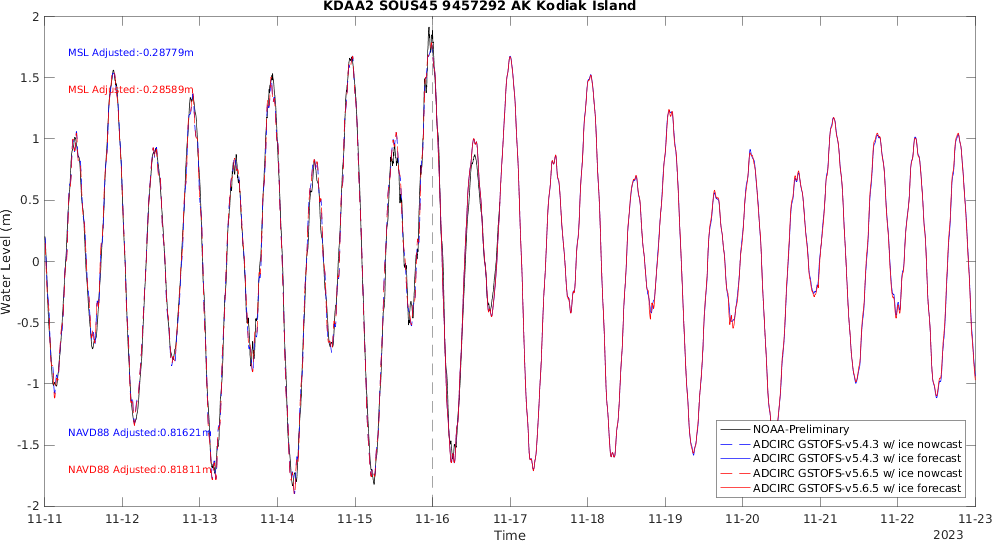 KDAA2 SOUS45 9457292 AK Kodiak Island
2
1.5
1
0.5
0
-0.5
-1
-1.5
-2
Water Level (m)
MSL Adjusted:-0.28779m
MSL Adjusted:-0.28589m
NAVD88 Adjusted:0.81621m
NAVD88 Adjusted:0.81811m
NOAA-Preliminary
ADCIRC GSTOFS-v5.4.3 w/ ice nowcast
ADCIRC GSTOFS-v5.4.3 w/ ice forecast
ADCIRC GSTOFS-v5.6.5 w/ ice nowcast
ADCIRC GSTOFS-v5.6.5 w/ ice forecast
11-11 11-12 11-13 11-14 11-15 11-16 11-17 11-18 11-19 11-20 11-21 11-22 11-23
Time
2023